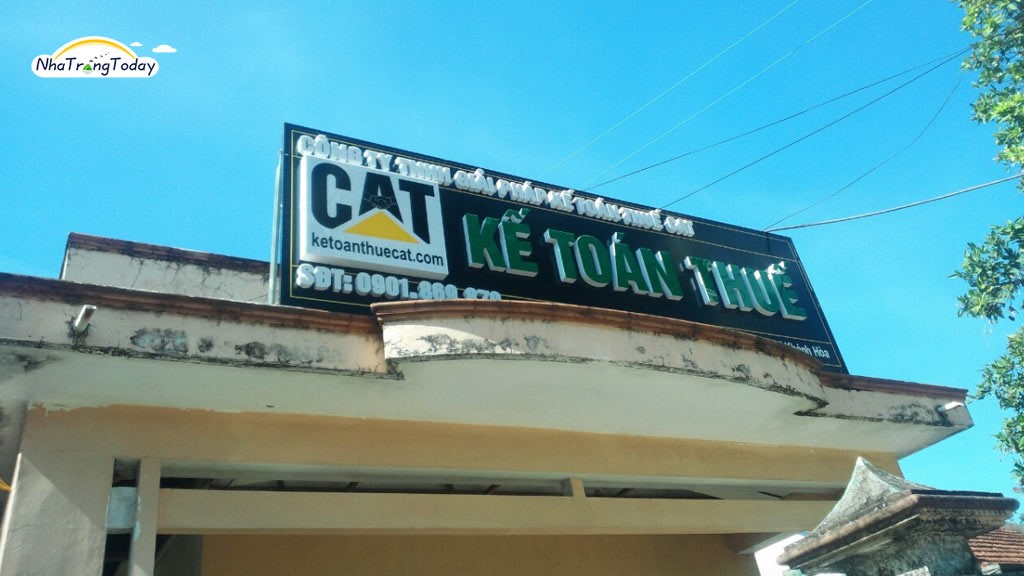 NhaTrangToday
CÔNG TY TNHH GIẢI PHÁP KẾ TOÁN THUẾ CAT
CAT
ketoanthuecat.com
KẾ TOÁN THUẾ
SĐT: 0901.869.
Khánh Hòa